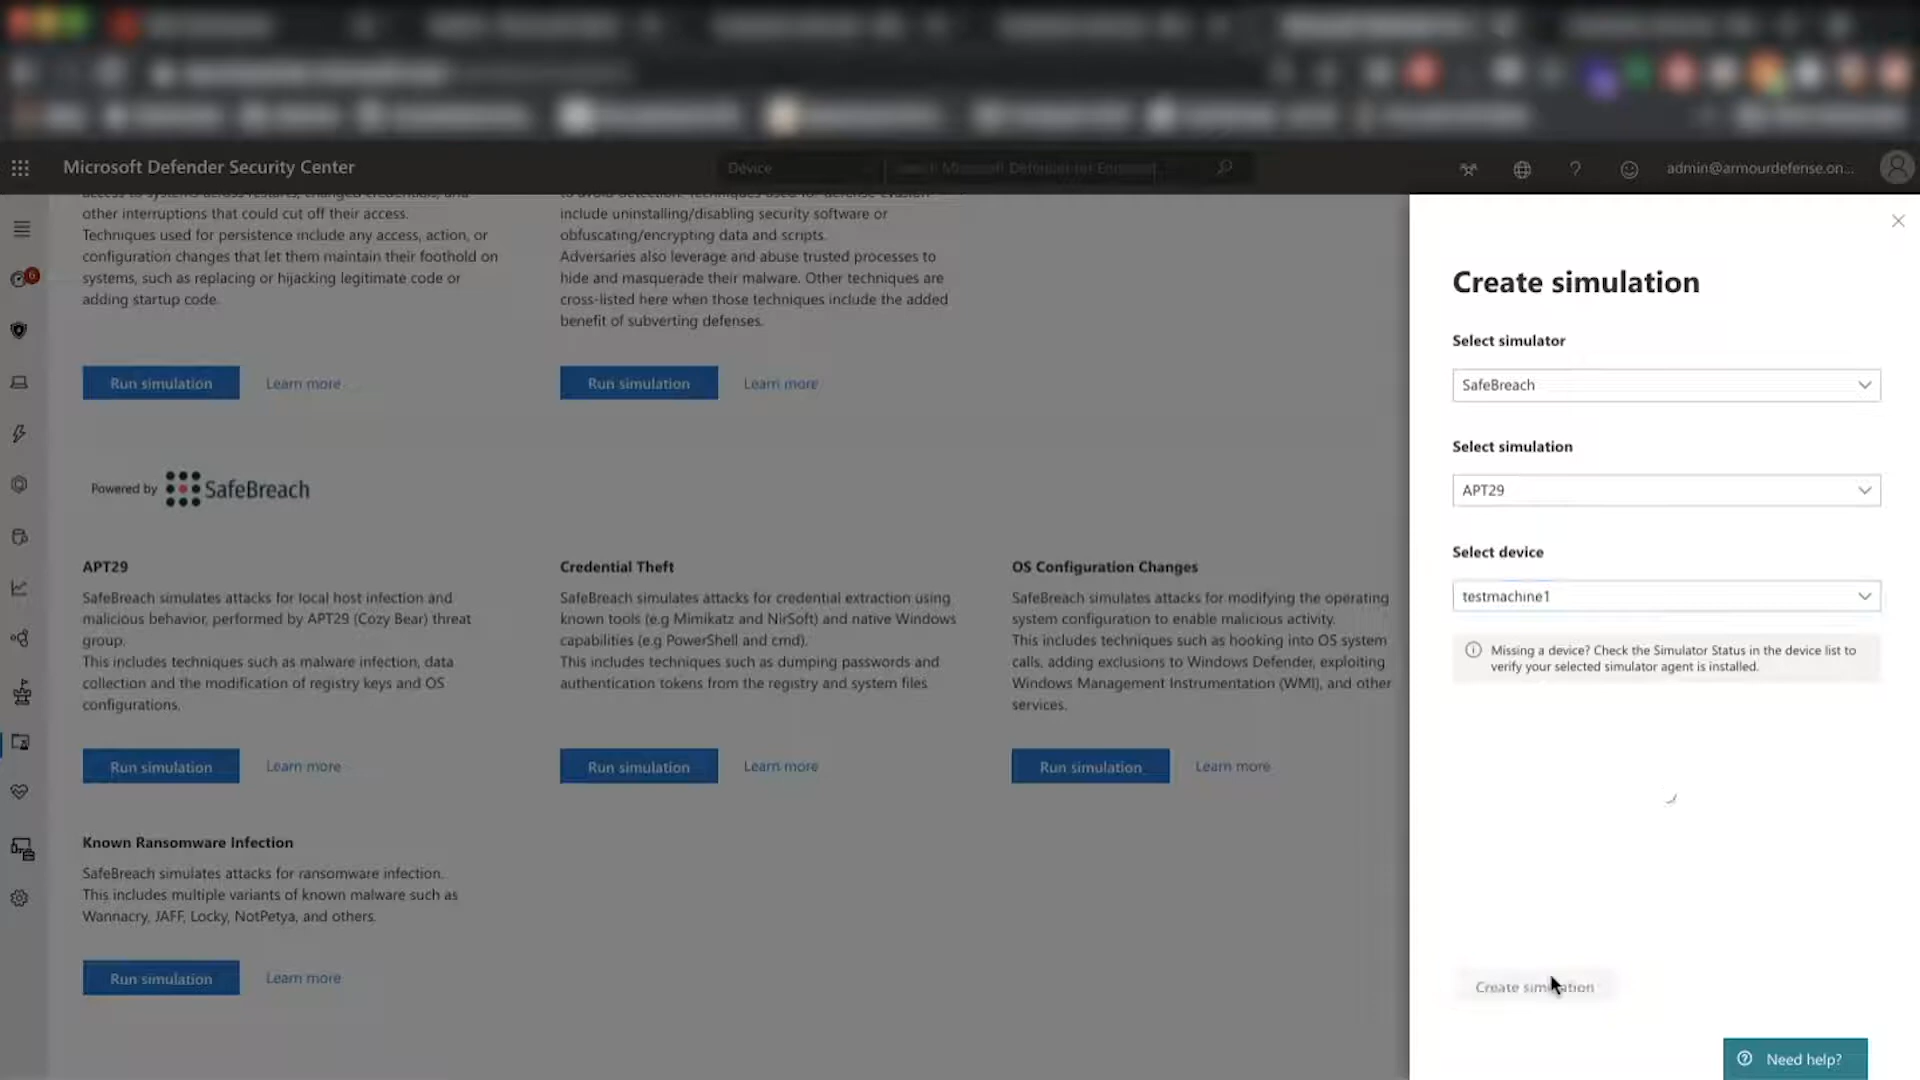 Microsoft Defender Security Center
Device
Search Microsoft Defender for Endpoint
admin@armourdefense.on...
other interruptions that could cut off their access.
Techniques used for persistence include any access, action, or
configuration changes that let them maintain their foothold on
systems, such as replacing or hijacking legitimate code or
adding startup code.
Run simulation
Learn more
include uninstalling/disabling security software or
obfuscating/encrypting data and scripts.
Adversaries also leverage and abuse trusted processes to
hide and masquerade their malware. Other techniques are
cross-listed here when those techniques include the added
benefit of subverting defenses.
Run simulation
Learn more
Powered by SafeBreach
APT29
SafeBreach simulates attacks for local host infection and
malicious behavior, performed by APT29 (Cozy Bear) threat
group.
This includes techniques such as malware infection, data
collection and the modification of registry keys and OS
configurations.
Run simulation
Learn more
Credential Theft
SafeBreach simulates attacks for credential extraction using
known tools (e.g Mimikatz and NirSoft) and native Windows
capabilities (e.g PowerShell and cmd).
This includes techniques such as dumping passwords and
authentication tokens from the registry and system files
Run simulation
Learn more
OS Configuration Changes
SafeBreach simulates attacks for modifying the operating
system configuration to enable malicious activity.
This includes techniques such as hooking into OS system
calls, adding exclusions to Windows Defender, exploiting
Windows Management Instrumentation (WMI), and other
services.
Run simulation
Learn more
Known Ransomware Infection
SafeBreach simulates attacks for ransomware infection.
This includes multiple variants of known malware such as
Wannacry, JAFF, Locky, NotPetya, and others.
Run simulation
Learn more
6
Create simulation
Select simulator
SafeBreach
Select simulation
APT29
Select device
testmachine1
Missing a device? Check the Simulator Status in the device list to
verify your selected simulator agent is installed.
Create simulation
Need help?